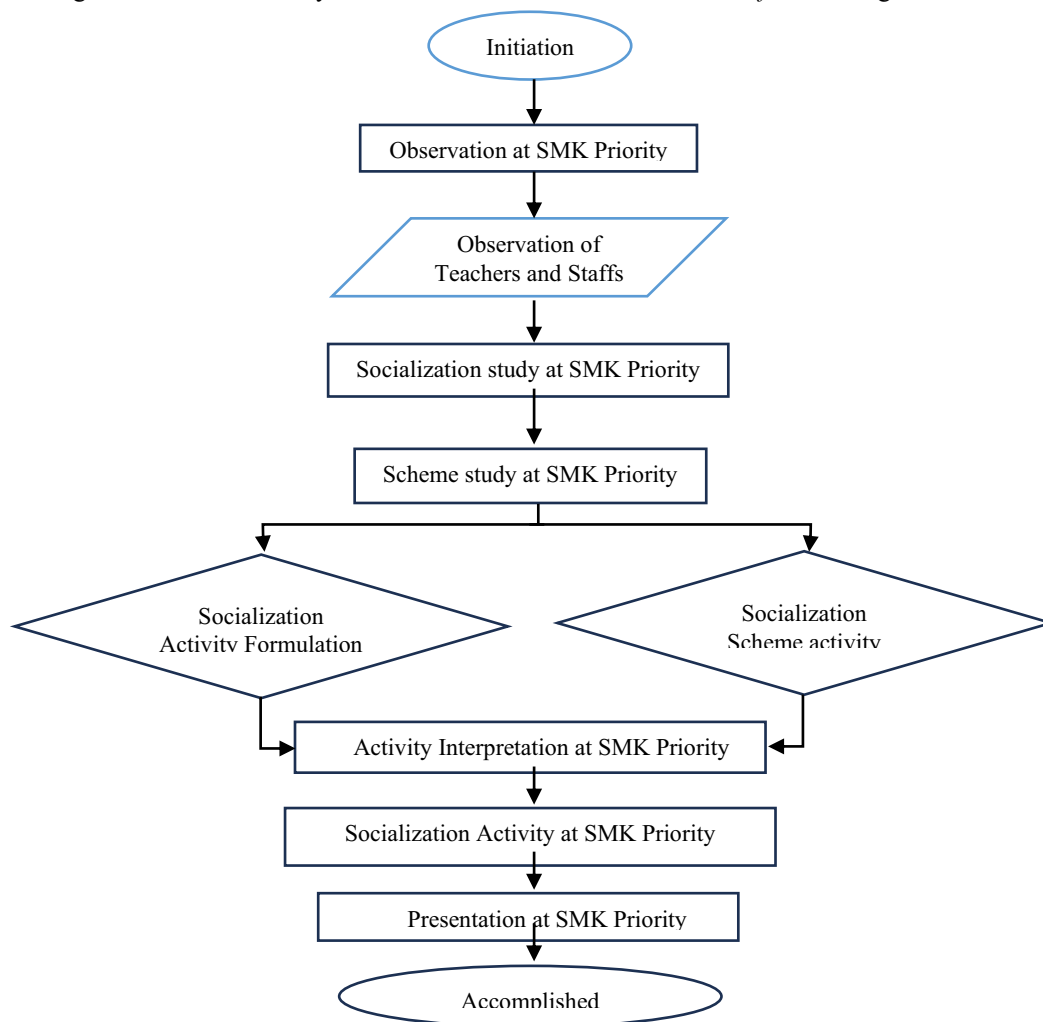 Initiation
Observation at SMK Priority
Observation of
Teachers and Staffs
Socialization study at SMK Priority
Scheme study at SMK Priority
Socialization
Activity Formulation
Socialization
Scheme activity
Activity Interpretation at SMK Priority
Socialization Activity at SMK Priority
Presentation at SMK Priority
Accomplished